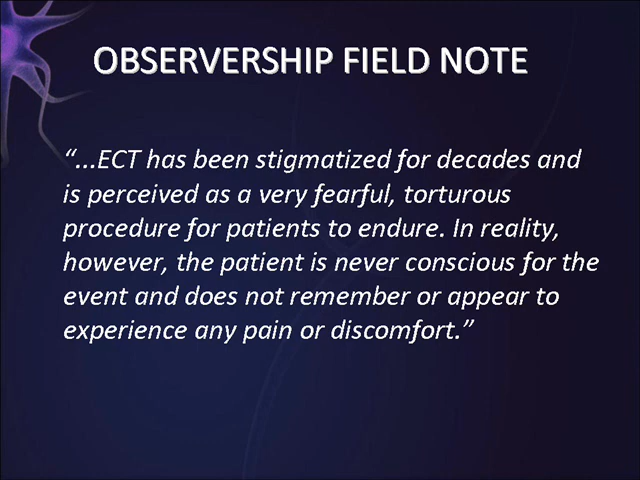 OBSERVERSHIP FIELD NOTE
“...ECT has been stigmatized for decades and
is perceived as a very fearful, torturous
procedure for patients to endure. In reality,
however, the patient is never conscious for the
event and does not remember or appear to
experience any pain or discomfort.”